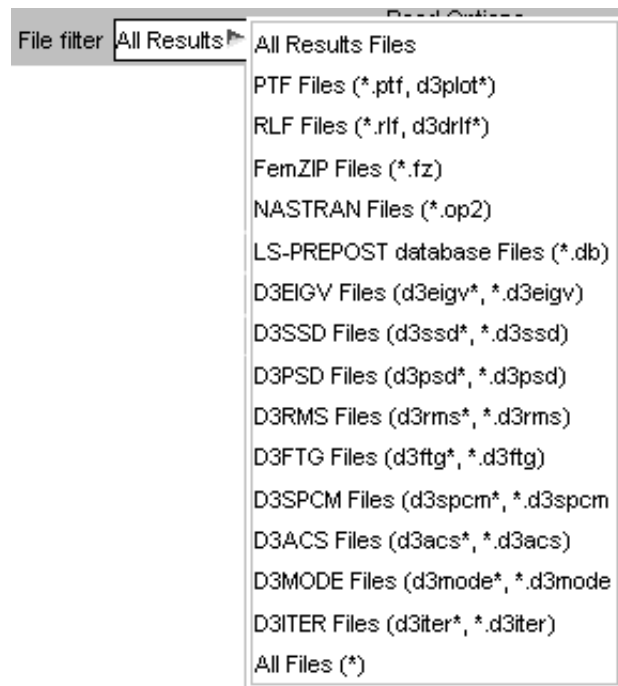 File filter All Results
All Results Files
PTF Files (*.ptf, d3plot*)
RLF Files (*.rlf, d3drlf*)
FemZIP Files (*.fz)
NASTRAN Files (*.op2)
LS-PREPOST database Files (*.db)
D3EIGV Files (d3eigv*, *.d3eigv)
D3SSD Files (d3ssd*, *.d3ssd)
D3PSD Files (d3psd*, *.d3psd)
D3RMS Files (d3rms*, *.d3rms)
D3FTG Files (d3ftg*, *.d3ftg)
D3SPCM Files (d3spcm*, *.d3spcm
D3ACS Files (d3acs*, *.d3acs)
D3MODE Files (d3mode*, *.d3mode
D3ITER Files (d3iter*, *.d3iter)
All Files (*)